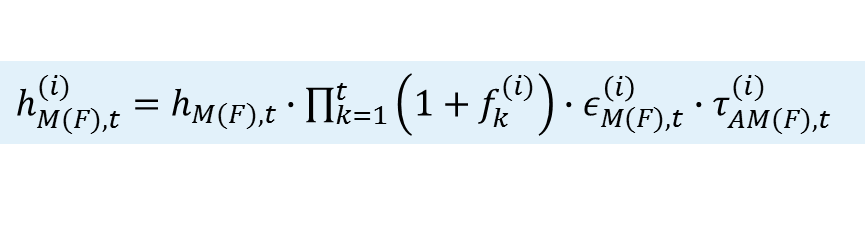 h_{M(F),t}^{(i)} = h_{M(F),t} · ∏_{k=1}^{t} (1 + f_k^{(i)}) · ϵ_{M(F),t}^{(i)} · τ_{AM(F),t}^{(i)}